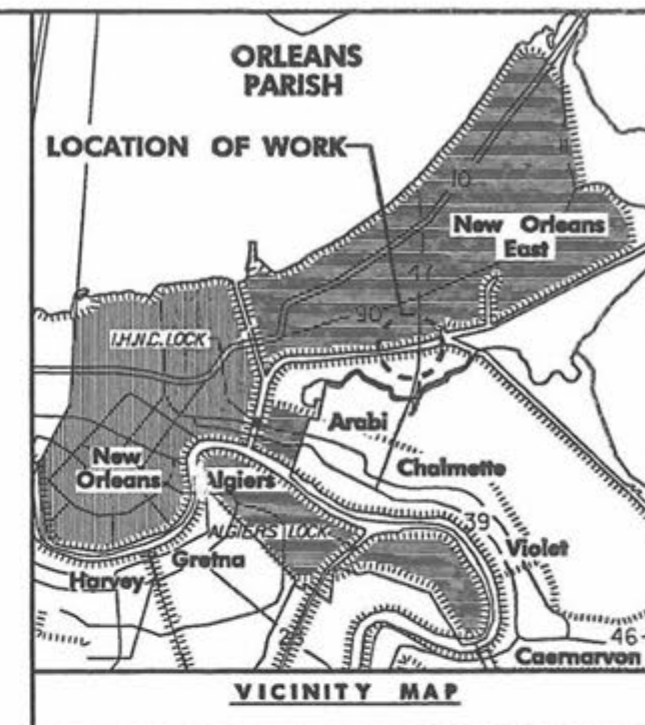 ORLEANS
PARISH
LOCATION OF WORK
10
New Orleans
East
47
90
I.H.N.C. LOCK
Arabi
New
Orleans
Algiers
Chalmette
ALGIERS LOCK
39
Violet
Gretna
Harvey
46
Caernarvon
VICINITY MAP